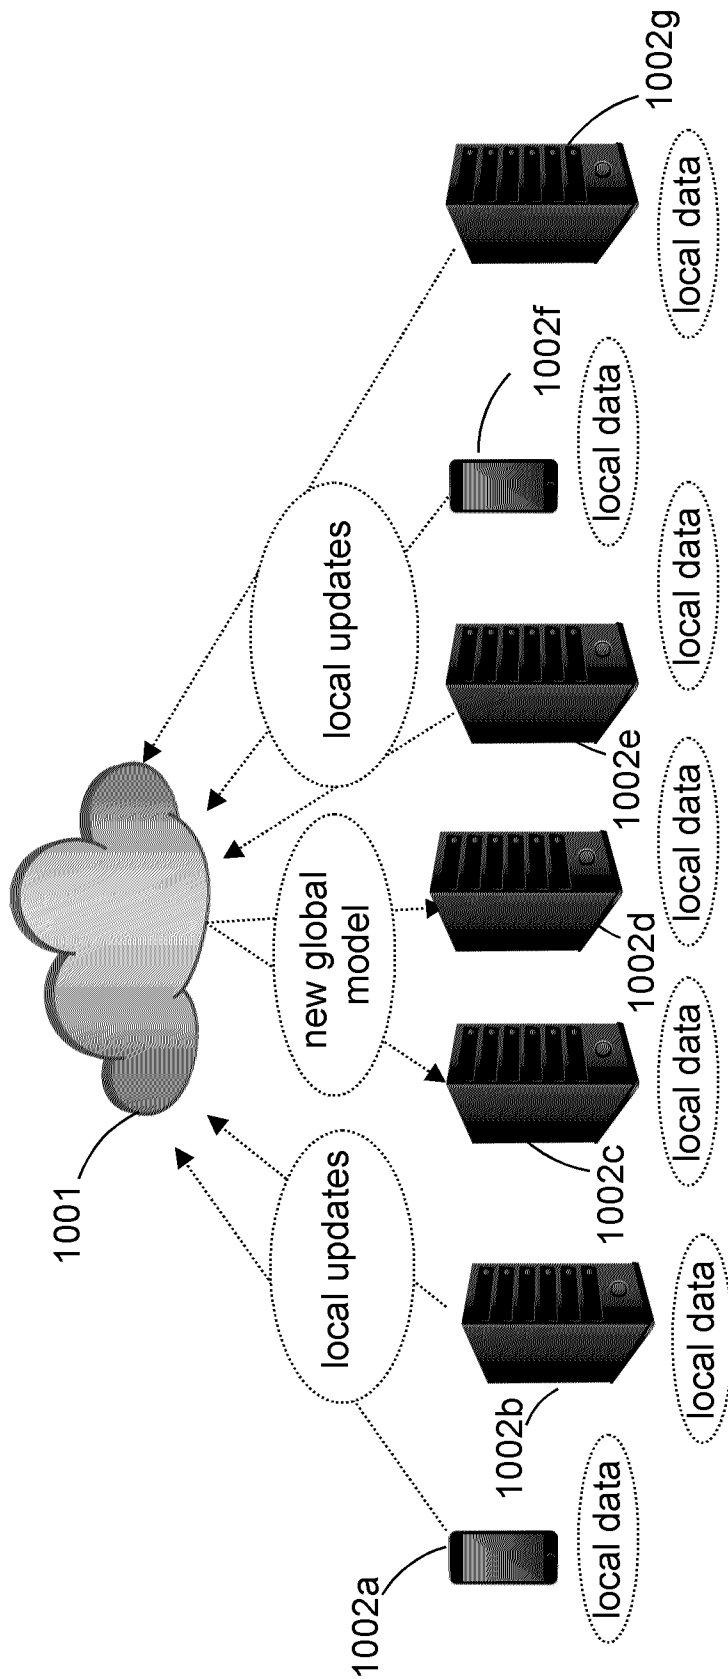 1001
local updates
new global
model
local updates
1002a
1002b
1002c
1002d
1002e
1002f
1002g
local data
local data
local data
local data
local data
local data
local data